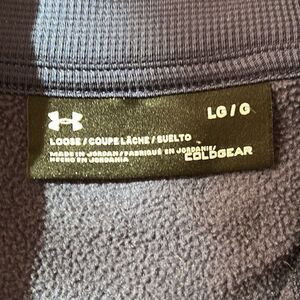 LG / G
LOOSE / COUPE LÂCHE / SUELTO
MADE IN JORDAN / FABRIQUÉ EN JORDANIE /
HECHO EN JORDANIA
COLDGEAR